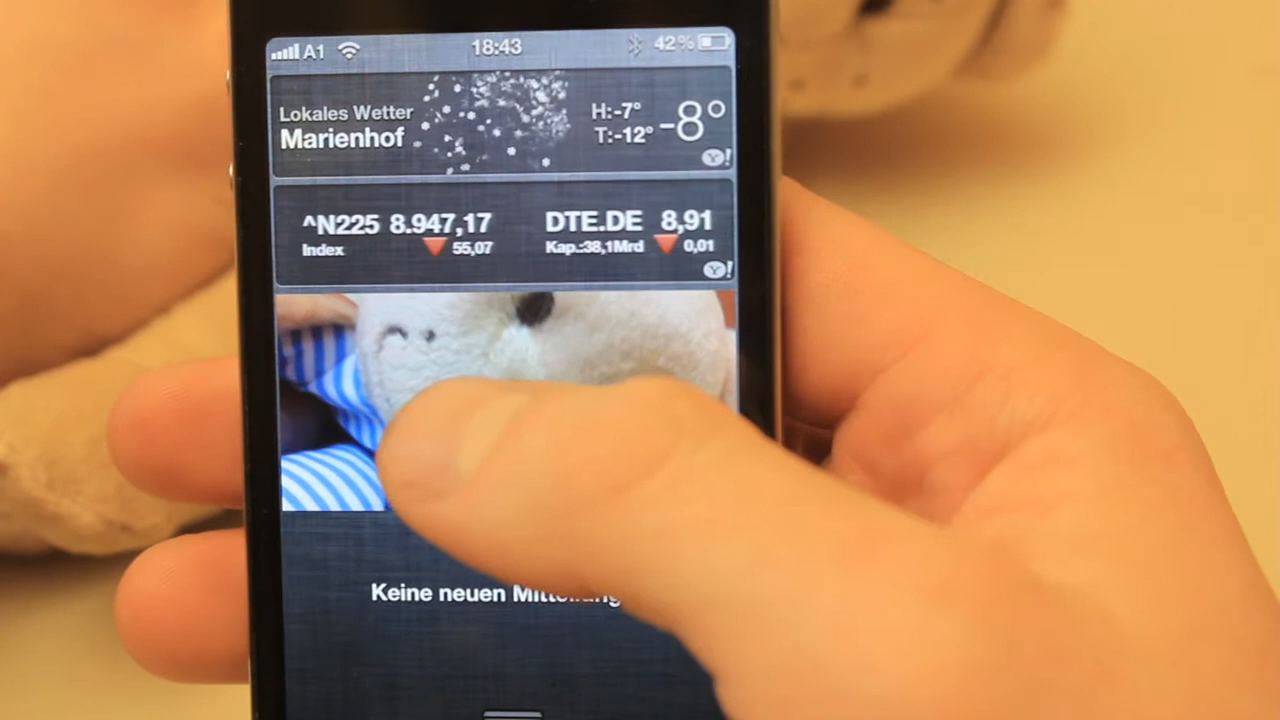 A1 18:43 42%
Lokales Wetter
Marienhof
H:-7°
T:-12°
-8°
Y!
^N225 8.947,17
Index 55,07
DTE.DE 8,91
Kap.:38,1Mrd 0,01
Y!
Keine neuen